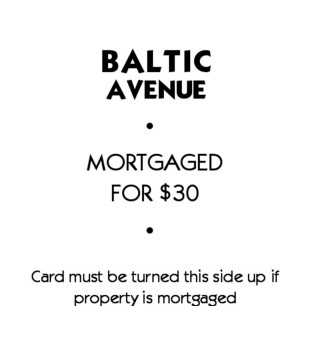 BALTIC
AVENUE
•
MORTGAGED
FOR $30
•
Card must be turned this side up if
property is mortgaged